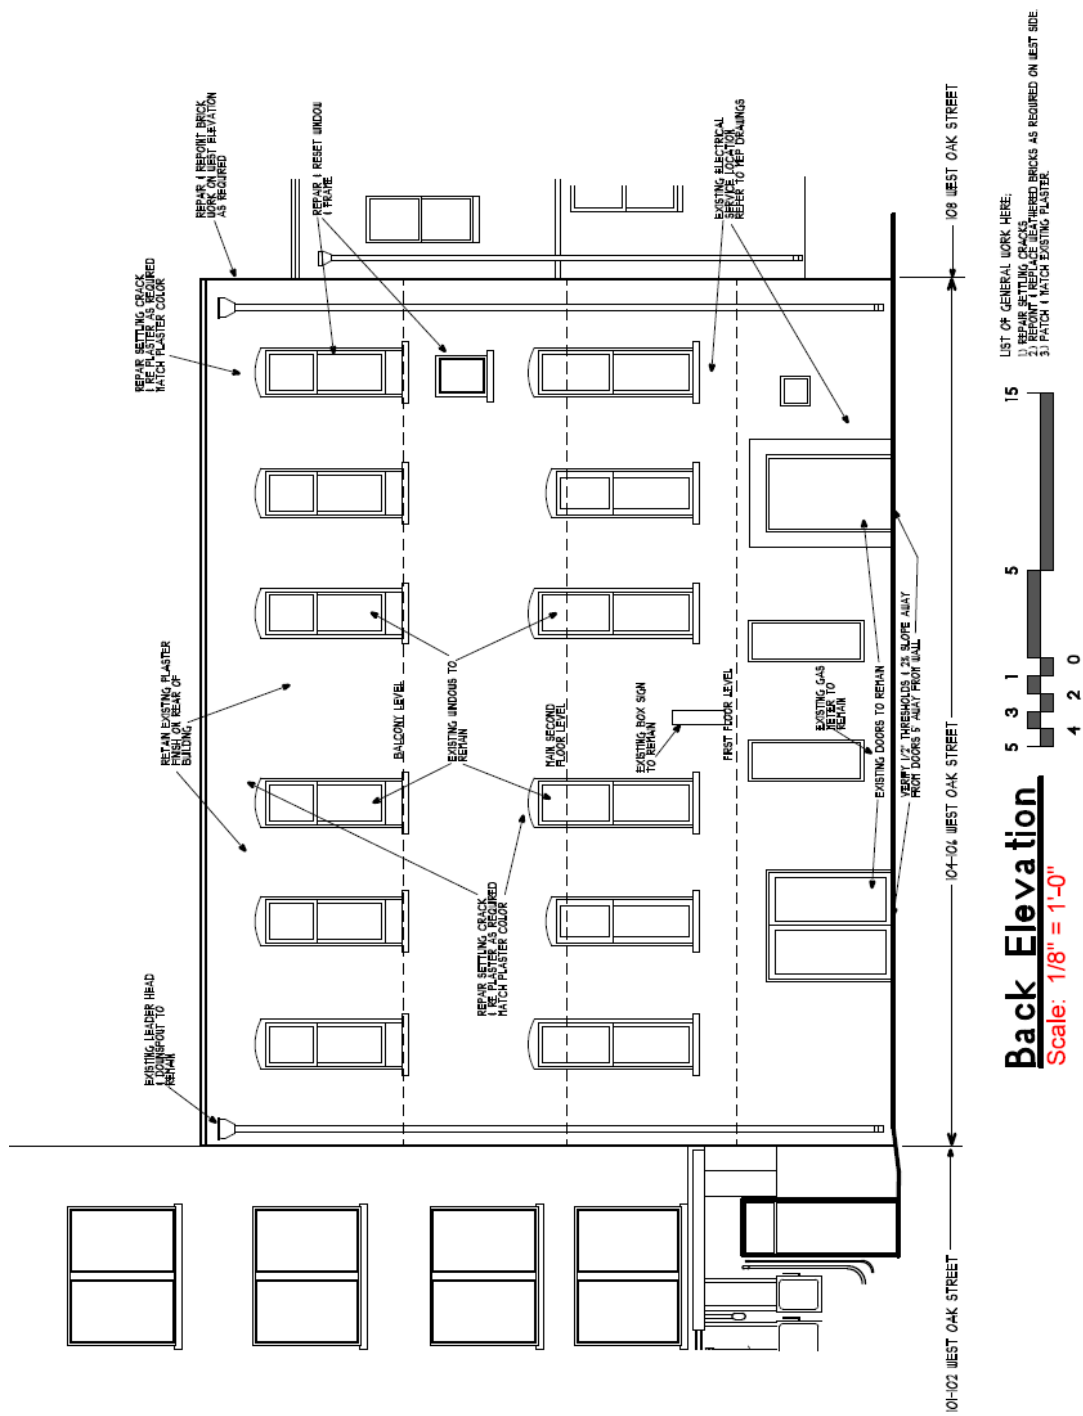 EXISTING LEADER HEAD
& DOWNSPOUT TO
REMAIN
RETAIN EXISTING PLASTER
FINISH ON REAR OF
BUILDING
REPAIR SETTLING CRACK
& RE PLASTER AS REQUIRED
MATCH PLASTER COLOR
REPAIR & REPOINT BRICK
WORK ON WEST ELEVATION
AS REQUIRED
REPAIR & RESET WINDOW
& FRAME
BALCONY LEVEL
EXISTING WINDOWS TO
REMAIN
REPAIR SETTLING CRACK
& RE PLASTER AS REQUIRED
MATCH PLASTER COLOR
MAIN SECOND
FLOOR LEVEL
EXISTING BOX SIGN
TO REMAIN
FIRST FLOOR LEVEL
EXISTING ELECTRICAL
SERVICE LOCATION
REFER TO MEP DRAWINGS
EXISTING GAS
METER TO
REMAIN
EXISTING DOORS TO REMAIN
VERIFY 1/2" THRESHOLDS & 2% SLOPE AWAY
FROM DOORS 5' AWAY FROM WALL
101-102 WEST OAK STREET
104-106 WEST OAK STREET
108 WEST OAK STREET
Back Elevation
Scale: 1/8" = 1'-0"
5 3 1 5 15
4 2 0
LIST OF GENERAL WORK HERE:
1) REPAIR SETTLING CRACKS
2.) REPOINT & REPLACE WEATHERED BRICKS AS REQUIRED ON WEST SIDE.
3.) PATCH & MATCH EXISTING PLASTER.